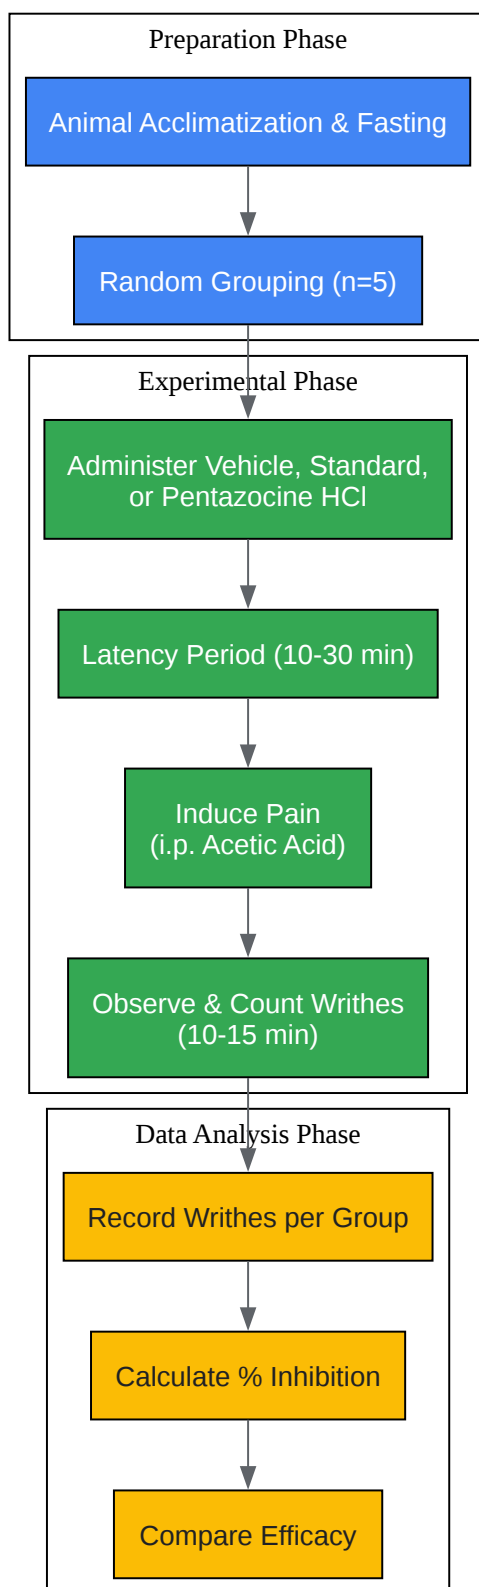 Preparation Phase
Animal Acclimatization & Fasting
Random Grouping (n=5)
Experimental Phase
Administer Vehicle, Standard,
or Pentazocine HCl
Latency Period (10-30 min)
Induce Pain
(i.p. Acetic Acid)
Observe & Count Writhes
(10-15 min)
Data Analysis Phase
Record Writhes per Group
Calculate % Inhibition
Compare Efficacy